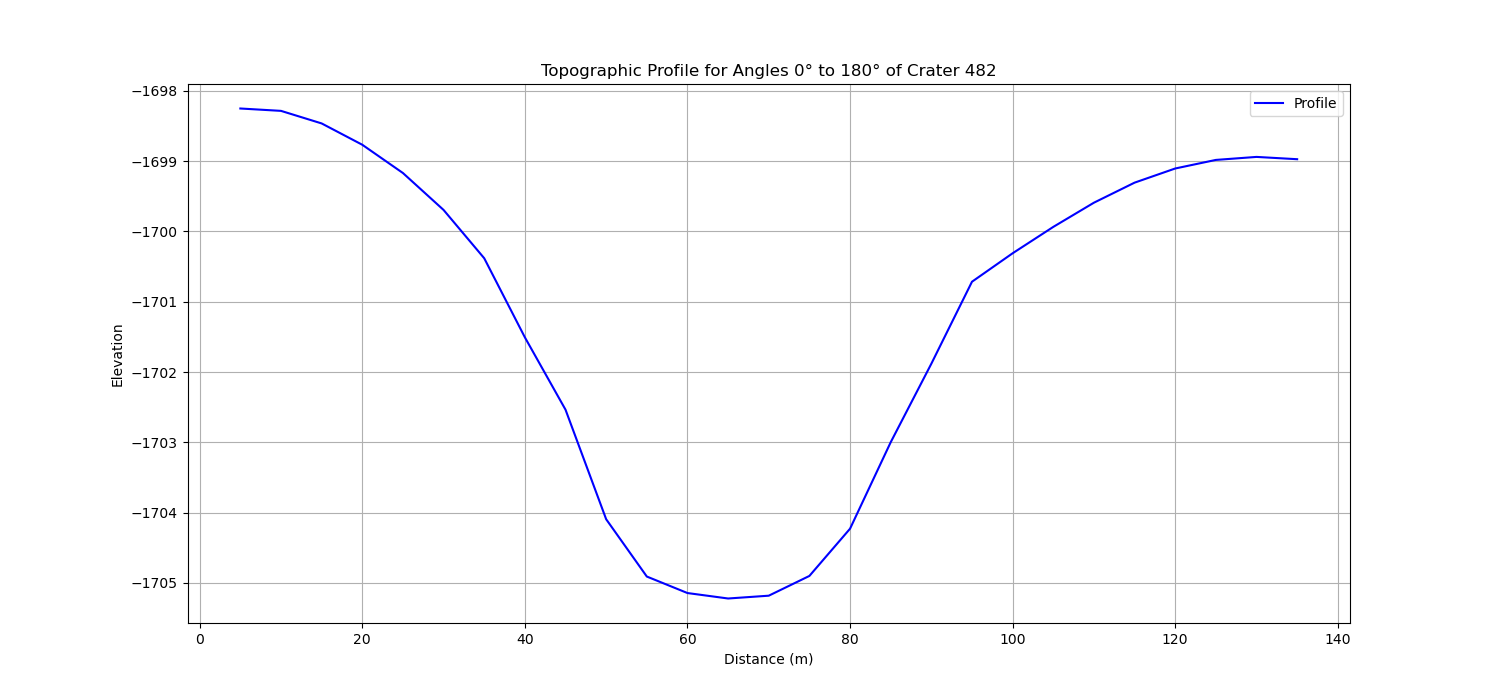 Topographic Profile for Angles 0° to 180° of Crater 482
Profile
Elevation
−1698
−1699
−1700
−1701
−1702
−1703
−1704
−1705
0 20 40 60 80 100 120 140
Distance (m)